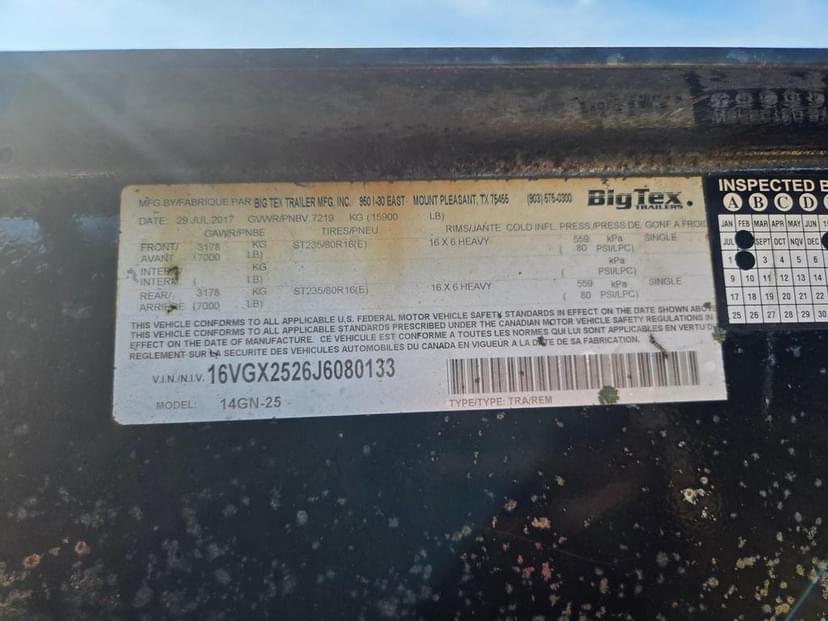 MFG.BY/FABRIQUE PAR: BIG TEX TRAILER MFG, INC. 950 I-30 EAST MOUNT PLEASANT, TX 75455 (903) 575-0300 BigTex.
TRAILERS
DATE: 29 JUL 2017 GVWR/PNBV: 7219 KG (15900 LB)
GAWR/PNBE TIRES/PNEU. RIMS/JANTE COLD INFL. PRESS/PRESS.DE. GONF A FROID
FRONT/ 3178 KG ST235/80R16(E) 16 X 6 HEAVY 559 kPa SINGLE
AVANT (7000 LB) ( 80 PSI/LPC)
INTER/ KG kPa
INTERM. ( LB) ( PSI/LPC)
REAR/ 3178 KG ST235/80R16(E) 16 X 6 HEAVY 559 kPa SINGLE
ARRIERE (7000 LB) ( 80 PSI/LPC)
THIS VEHICLE CONFORMS TO ALL APPLICABLE U.S. FEDERAL MOTOR VEHICLE SAFETY STANDARDS IN EFFECT ON THE DATE SHOWN ABOVE
THIS VEHICLE CONFORMS TO ALL APPLICABLE STANDARDS PRESCRIBED UNDER THE CANADIAN MOTOR VEHICLE SAFETY REGULATIONS IN
EFFECT ON THE DATE OF MANUFACTURE. CE VEHICULE EST CONFORME A TOUTES LES NORMES QUI LUI SONT APPLICABLES EN VERTU DU
REGLEMENT SUR LA SECURITE DES VEHICULES AUTOMOBILES DU CANADA EN VIGUEUR A LA DATE DE SA FABRICATION.
V.I.N./N.I.V. 16VGX2526J6080133
MODEL: 14GN-25 TYPE/TYPE: TRA/REM
INSPECTED B
A B C D
JAN FEB MAR APR MAY JUN
JUL SEPT OCT NOV DEC
1 3 4 5 6 7
9 10 11 12 13 14
17 18 19 20 21 22
25 26 27 28 29 30